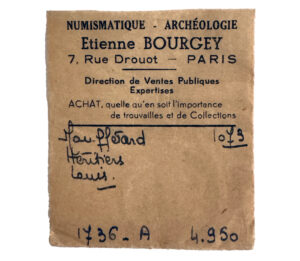 NUMISMATIQUE - ARCHÉOLOGIE
Etienne BOURGEY
7, Rue Drouot — PARIS
Direction de Ventes Publiques
Expertises
ACHAT, quelle qu'en soit l'importance
de trouvailles et de Collections
1073
Héritiers
Louis.
1736 - A 4.950